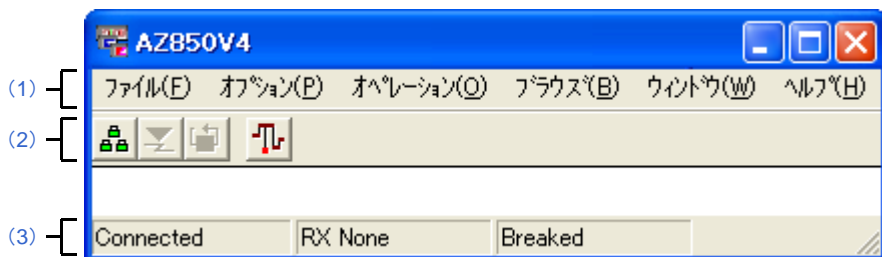 AZ850V4
(1) ﾌｧｲﾙ(F) ｵﾌﾟｼｮﾝ(P) ｵﾍﾟﾚｰｼｮﾝ(O) ﾌﾞﾗｳｽﾞ(B) ｳｨﾝﾄﾞｳ(W) ﾍﾙﾌﾟ(H)
(2)
(3) Connected RX None Breaked